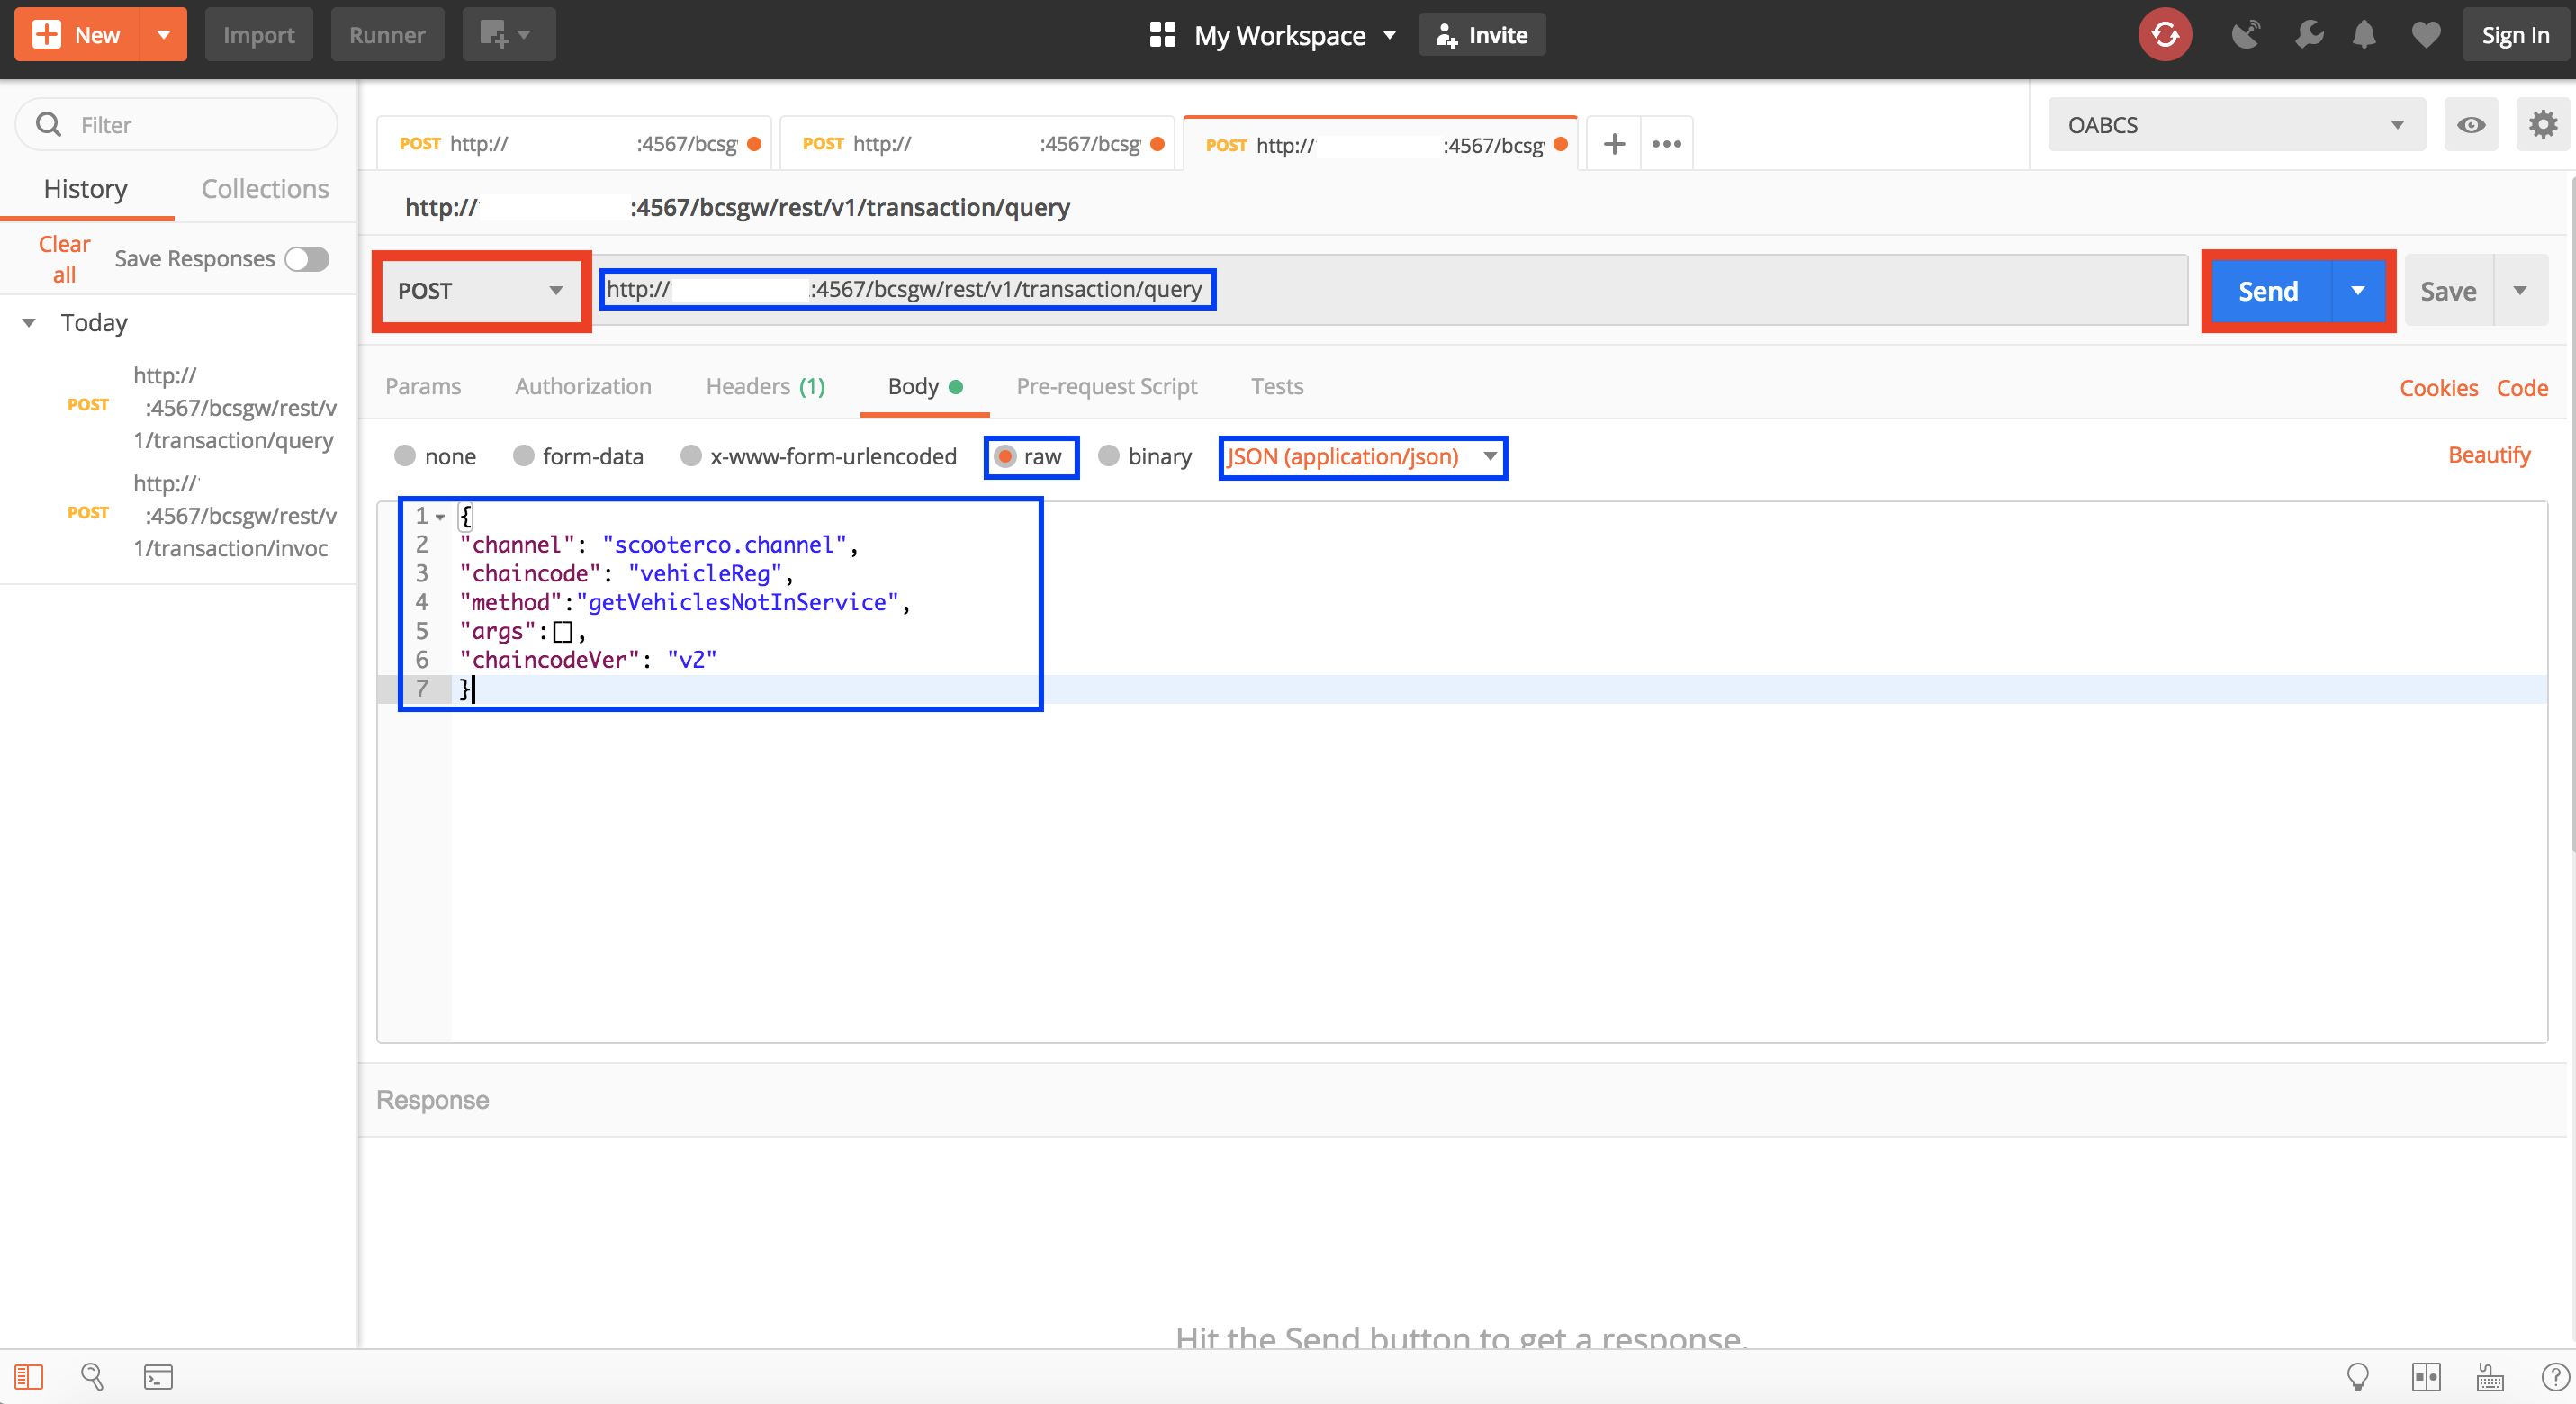 New
Import
Runner
My Workspace
Invite
Sign In
Filter
History
Collections
Clear all
Save Responses
Today
POST
http://
:4567/bcsgw/rest/v
1/transaction/query
POST
http://
:4567/bcsgw/rest/v
1/transaction/invoc
POST http:// :4567/bcsg
POST http:// :4567/bcsg
POST http:// :4567/bcsg
OABCS
http:// :4567/bcsgw/rest/v1/transaction/query
POST
http:// :4567/bcsgw/rest/v1/transaction/query
Send
Save
Params
Authorization
Headers (1)
Body
Pre-request Script
Tests
Cookies
Code
none
form-data
x-www-form-urlencoded
raw
binary
JSON (application/json)
Beautify
1 {
2 "channel": "scooterco.channel",
3 "chaincode": "vehicleReg",
4 "method":"getVehiclesNotInService",
5 "args":[],
6 "chaincodeVer": "v2"
7 }
Response
Hit the Send button to get a response.